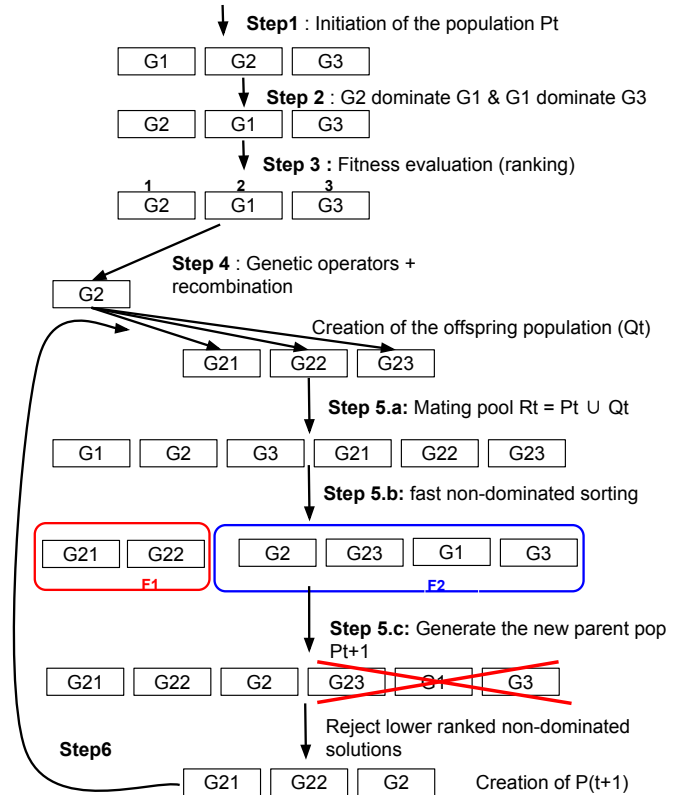 Step1 : Initiation of the population Pt
G1 G2 G3
Step 2 : G2 dominate G1 & G1 dominate G3
G2 G1 G3
Step 3 : Fitness evaluation (ranking)
1 2 3
G2 G1 G3
Step 4 : Genetic operators +
recombination
G2
Creation of the offspring population (Qt)
G21 G22 G23
Step 5.a: Mating pool Rt = Pt ∪ Qt
G1 G2 G3 G21 G22 G23
Step 5.b: fast non-dominated sorting
G21 G22 G2 G23 G1 G3
F1 F2
Step 5.c: Generate the new parent pop
Pt+1
G21 G22 G2 G23 G1 G3
Reject lower ranked non-dominated
solutions
Step6
G21 G22 G2 Creation of P(t+1)